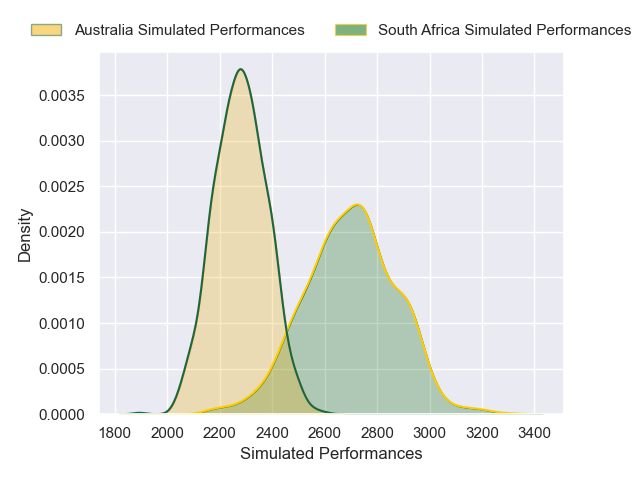 Australia Simulated Performances
South Africa Simulated Performances
0.0035
0.0030
0.0025
0.0020
0.0015
0.0010
0.0005
0.0000
Density
1800 2000 2200 2400 2600 2800 3000 3200 3400
Simulated Performances